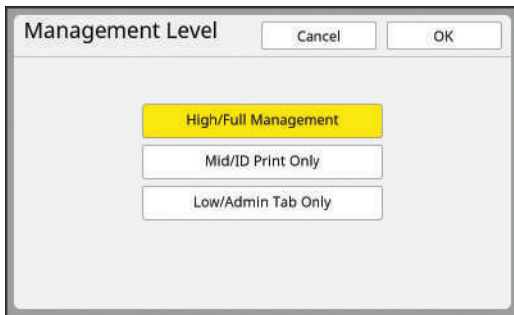 Management Level
Cancel
OK
High/Full Management
Mid/ID Print Only
Low/Admin Tab Only